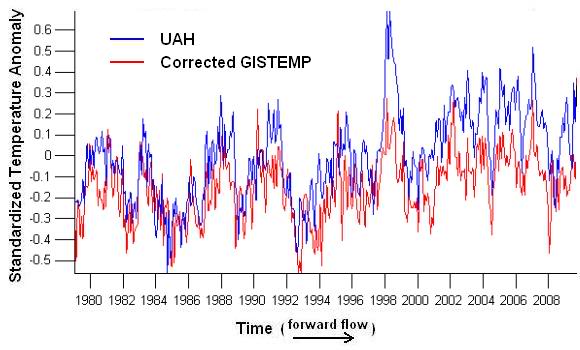 Standardized Temperature Anomaly
0.6
0.5
0.4
0.3
0.2
0.1
0
-0.1
-0.2
-0.3
-0.4
-0.5
UAH
Corrected GISTEMP
1980 1982 1984 1986 1988 1990 1992 1994 1996 1998 2000 2002 2004 2006 2008
Time ( forward flow )